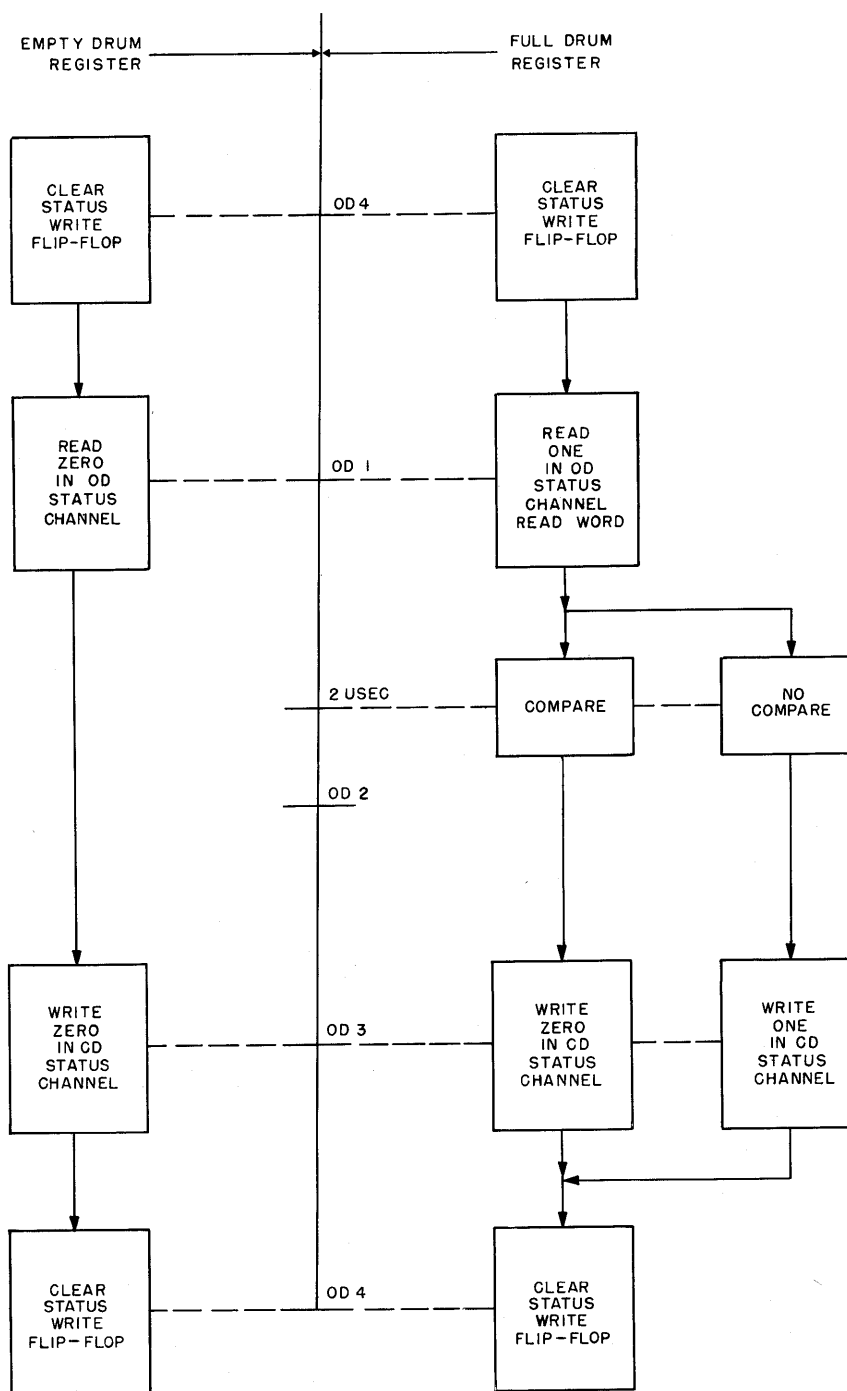 EMPTY DRUM
REGISTER
FULL DRUM
REGISTER
CLEAR
STATUS
WRITE
FLIP-FLOP
OD 4
CLEAR
STATUS
WRITE
FLIP-FLOP
READ
ZERO
IN OD
STATUS
CHANNEL
OD 1
READ
ONE
IN OD
STATUS
CHANNEL
READ WORD
2 USEC
COMPARE
NO
COMPARE
OD 2
WRITE
ZERO
IN CD
STATUS
CHANNEL
OD 3
WRITE
ZERO
IN CD
STATUS
CHANNEL
WRITE
ONE
IN CD
STATUS
CHANNEL
CLEAR
STATUS
WRITE
FLIP-FLOP
OD 4
CLEAR
STATUS
WRITE
FLIP-FLOP